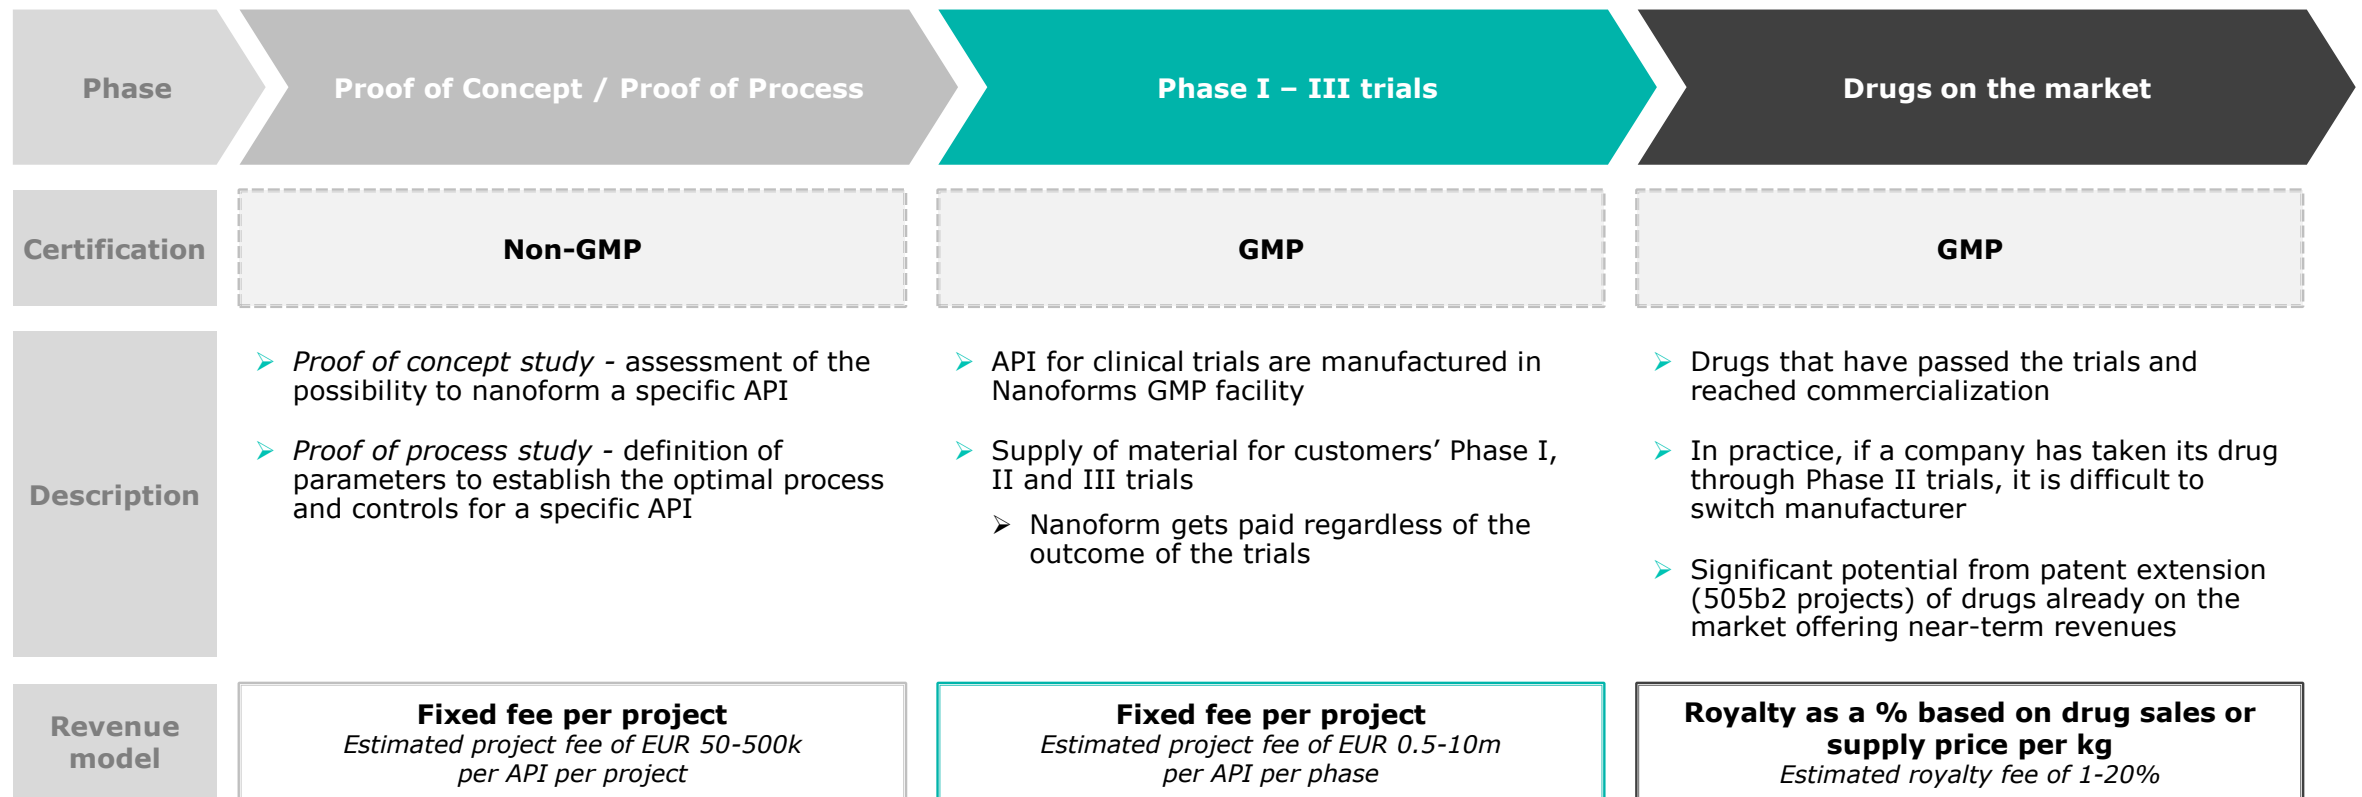 Phase
Proof of Concept / Proof of Process
Phase I – III trials
Drugs on the market
Certification
Non-GMP
GMP
GMP
Description
➢ Proof of concept study - assessment of the
possibility to nanoform a specific API
➢ Proof of process study - definition of
parameters to establish the optimal process
and controls for a specific API
➢ API for clinical trials are manufactured in
Nanoforms GMP facility
➢ Supply of material for customers’ Phase I,
II and III trials
➢ Nanoform gets paid regardless of the
outcome of the trials
➢ Drugs that have passed the trials and
reached commercialization
➢ In practice, if a company has taken its drug
through Phase II trials, it is difficult to
switch manufacturer
➢ Significant potential from patent extension
(505b2 projects) of drugs already on the
market offering near-term revenues
Revenue
model
Fixed fee per project
Estimated project fee of EUR 50-500k
per API per project
Fixed fee per project
Estimated project fee of EUR 0.5-10m
per API per phase
Royalty as a % based on drug sales or
supply price per kg
Estimated royalty fee of 1-20%